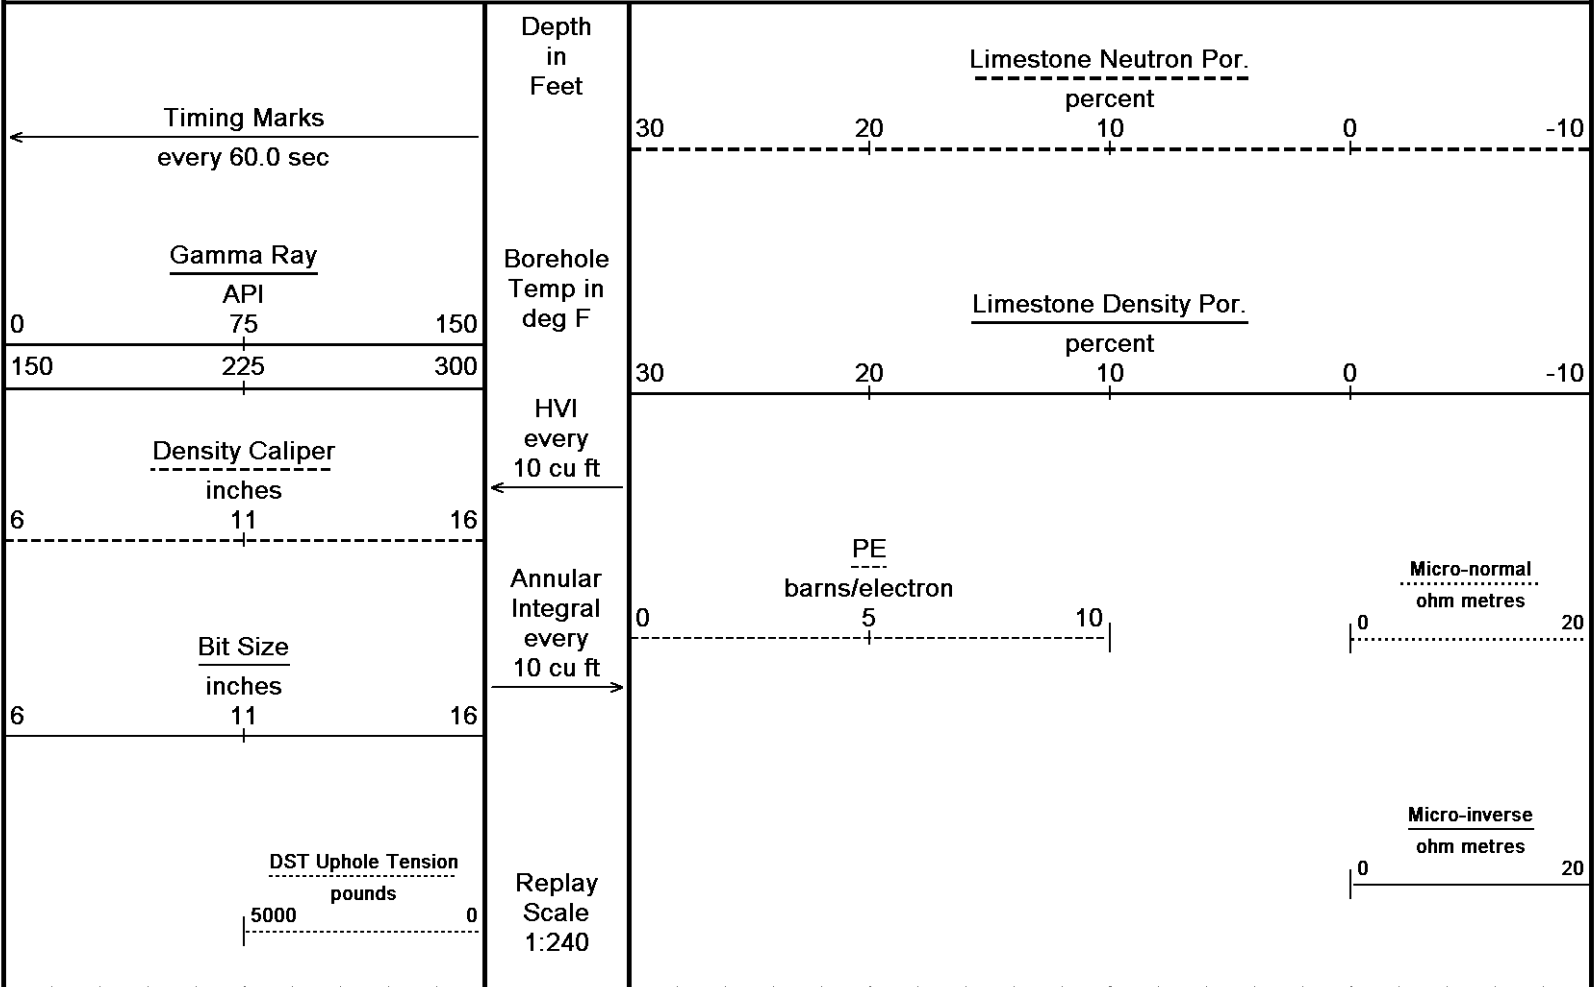 Timing Marks
every 60.0 sec
Gamma Ray
API
0 75 150
150 225 300
Density Caliper
inches
6 11 16
Bit Size
inches
6 11 16
DST Uphole Tension
pounds
5000 0
Depth
in
Feet
Borehole
Temp in
deg F
HVI
every
10 cu ft
Annular
Integral
every
10 cu ft
Replay
Scale
1:240
Limestone Neutron Por.
percent
30 20 10 0 -10
Limestone Density Por.
percent
30 20 10 0 -10
PE
barns/electron
0 5 10
Micro-normal
ohm metres
0 20
Micro-inverse
ohm metres
0 20